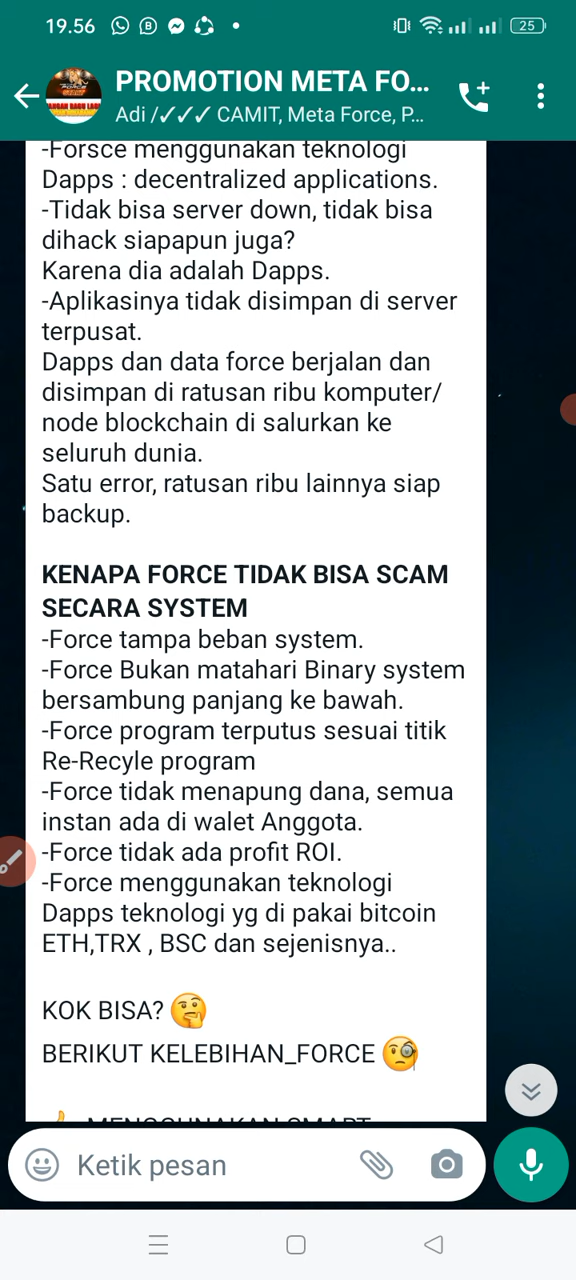 19.56
25
PROMOTION META FO...
Adi /✓✓✓ CAMIT, Meta Force, P...
-Forsce menggunakan teknologi
Dapps : decentralized applications.
-Tidak bisa server down, tidak bisa
dihack siapapun juga?
Karena dia adalah Dapps.
-Aplikasinya tidak disimpan di server
terpusat.
Dapps dan data force berjalan dan
disimpan di ratusan ribu komputer/
node blockchain di salurkan ke
seluruh dunia.
Satu error, ratusan ribu lainnya siap
backup.
KENAPA FORCE TIDAK BISA SCAM
SECARA SYSTEM
-Force tampa beban system.
-Force Bukan matahari Binary system
bersambung panjang ke bawah.
-Force program terputus sesuai titik
Re-Recyle program
-Force tidak menapung dana, semua
instan ada di walet Anggota.
-Force tidak ada profit ROI.
-Force menggunakan teknologi
Dapps teknologi yg di pakai bitcoin
ETH,TRX , BSC dan sejenisnya..
KOK BISA? 🤔
BERIKUT KELEBIHAN_FORCE 🧐
MENGGUNAKAN SMART
Ketik pesan